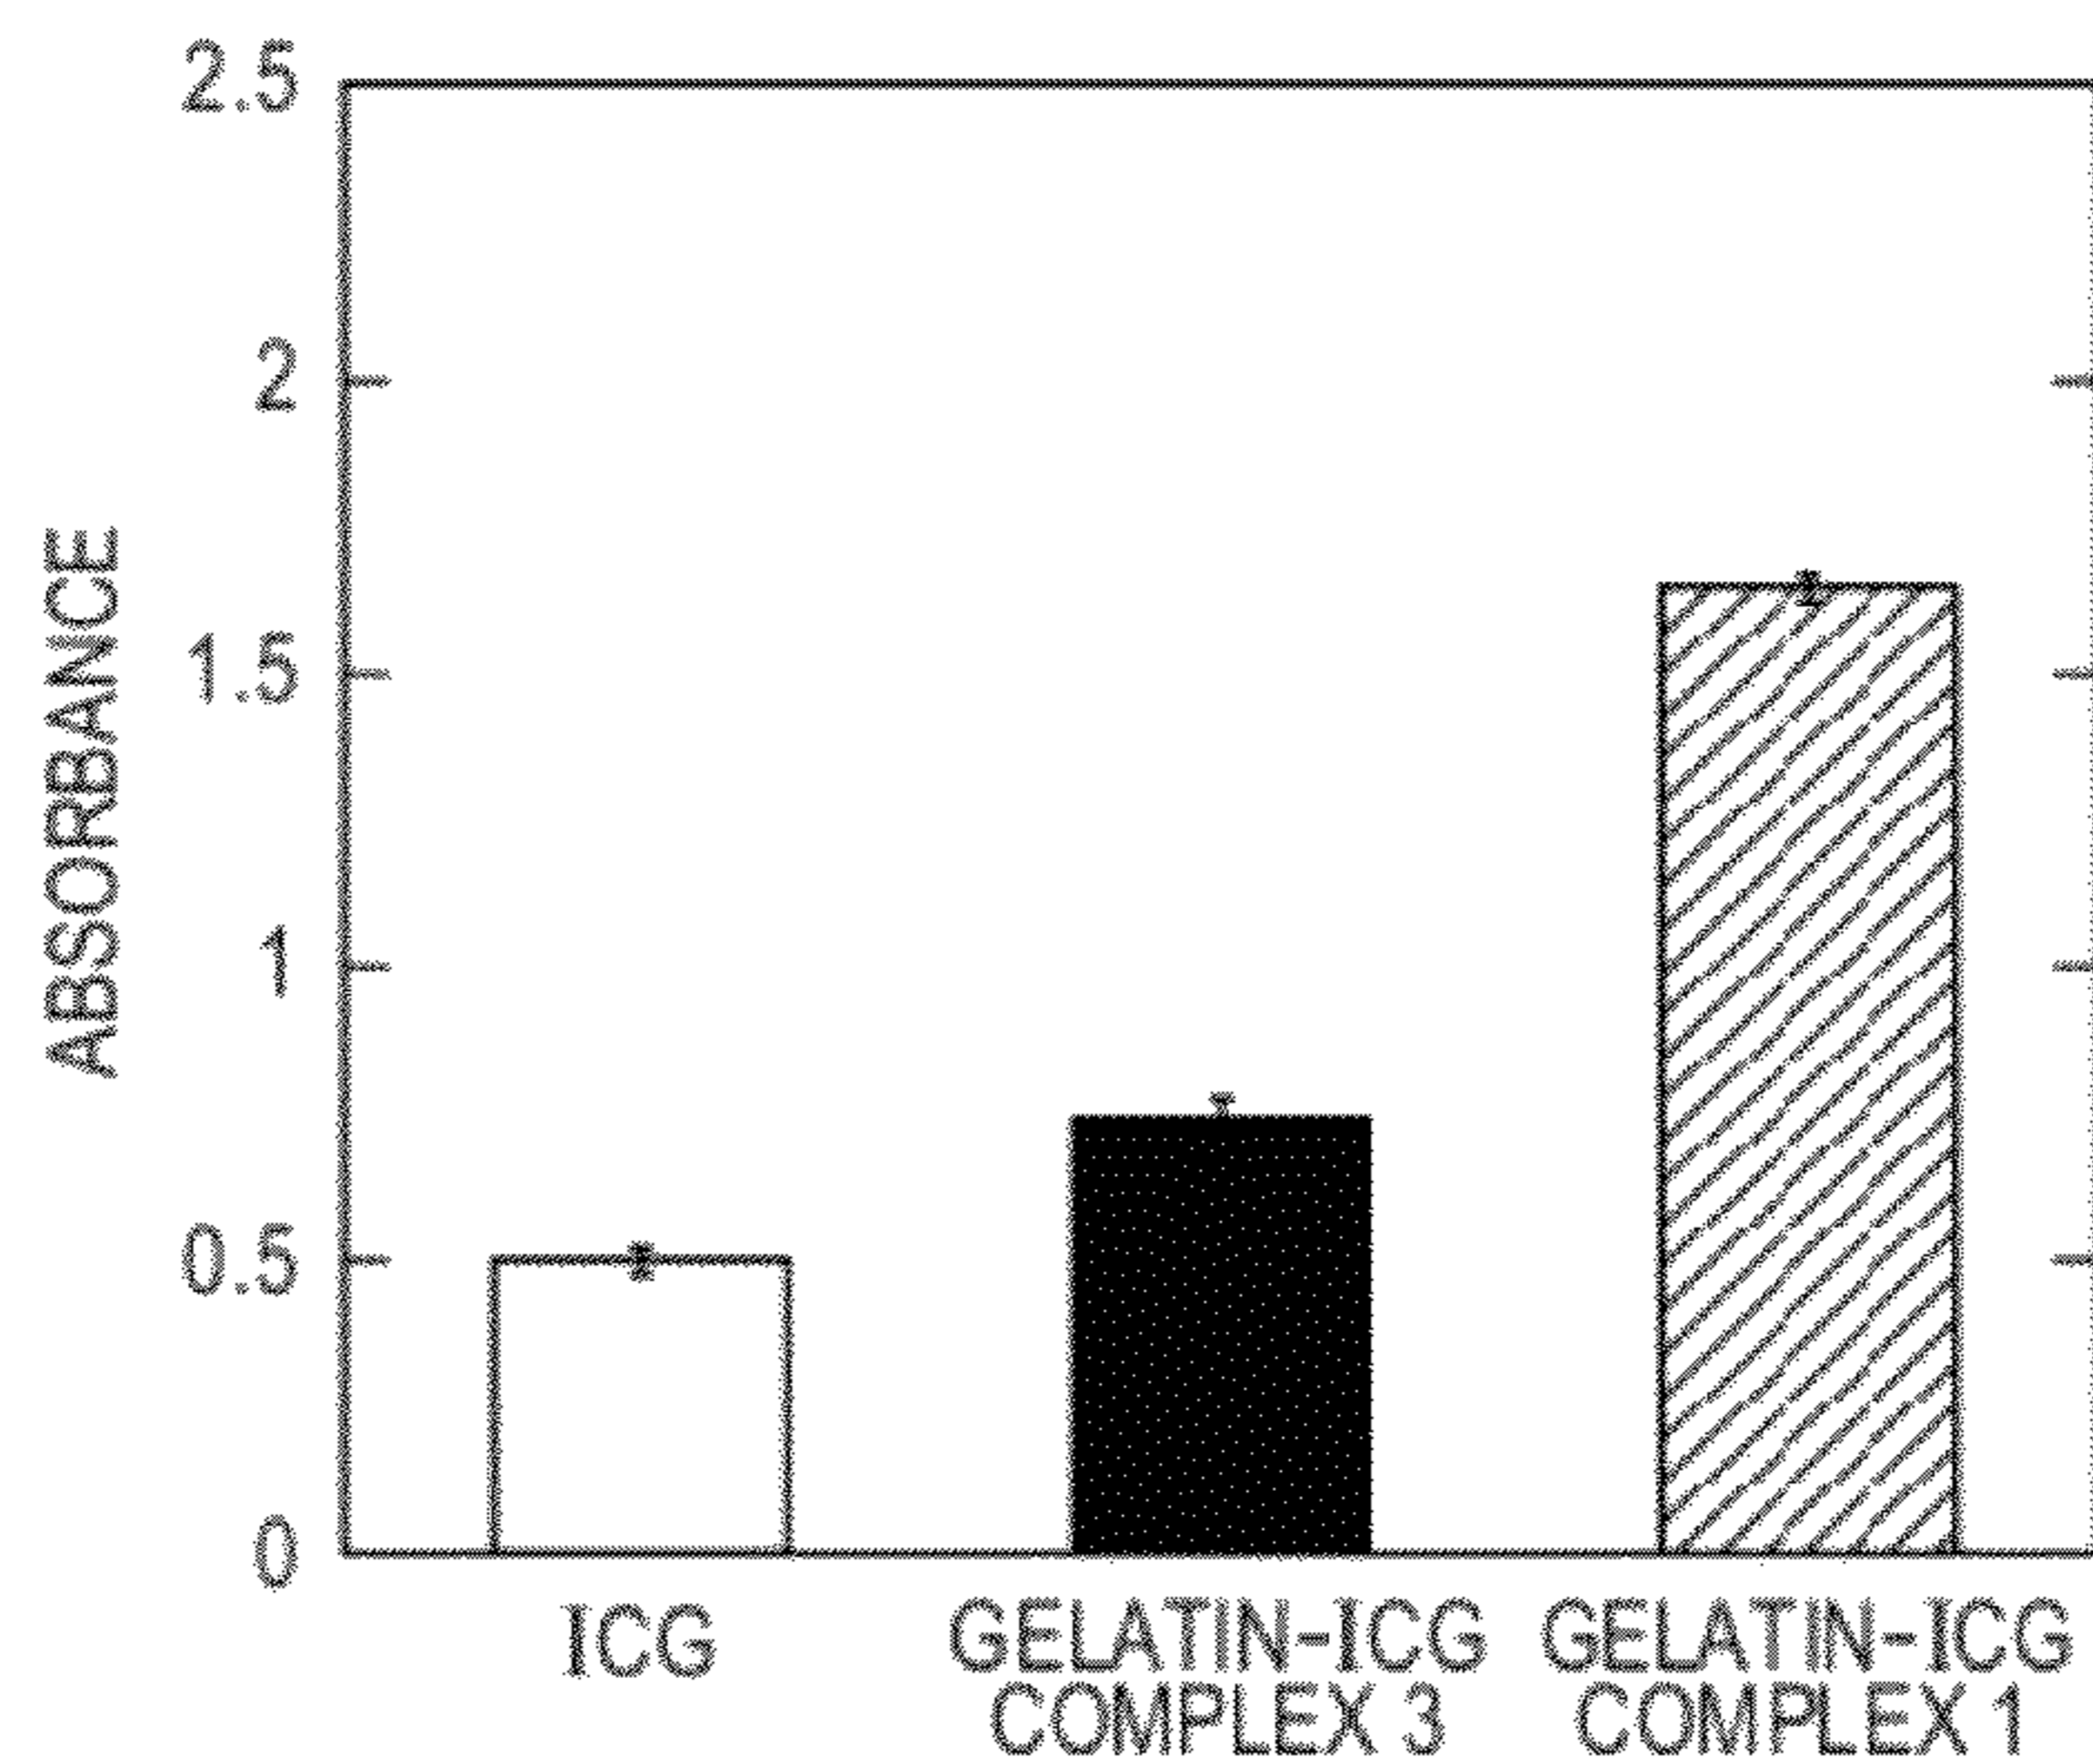 2.5
2
1.5
1
0.5
0
ABSORBANCE
ICG
GELATIN-ICG
COMPLEX 3
GELATIN-ICG
COMPLEX 1